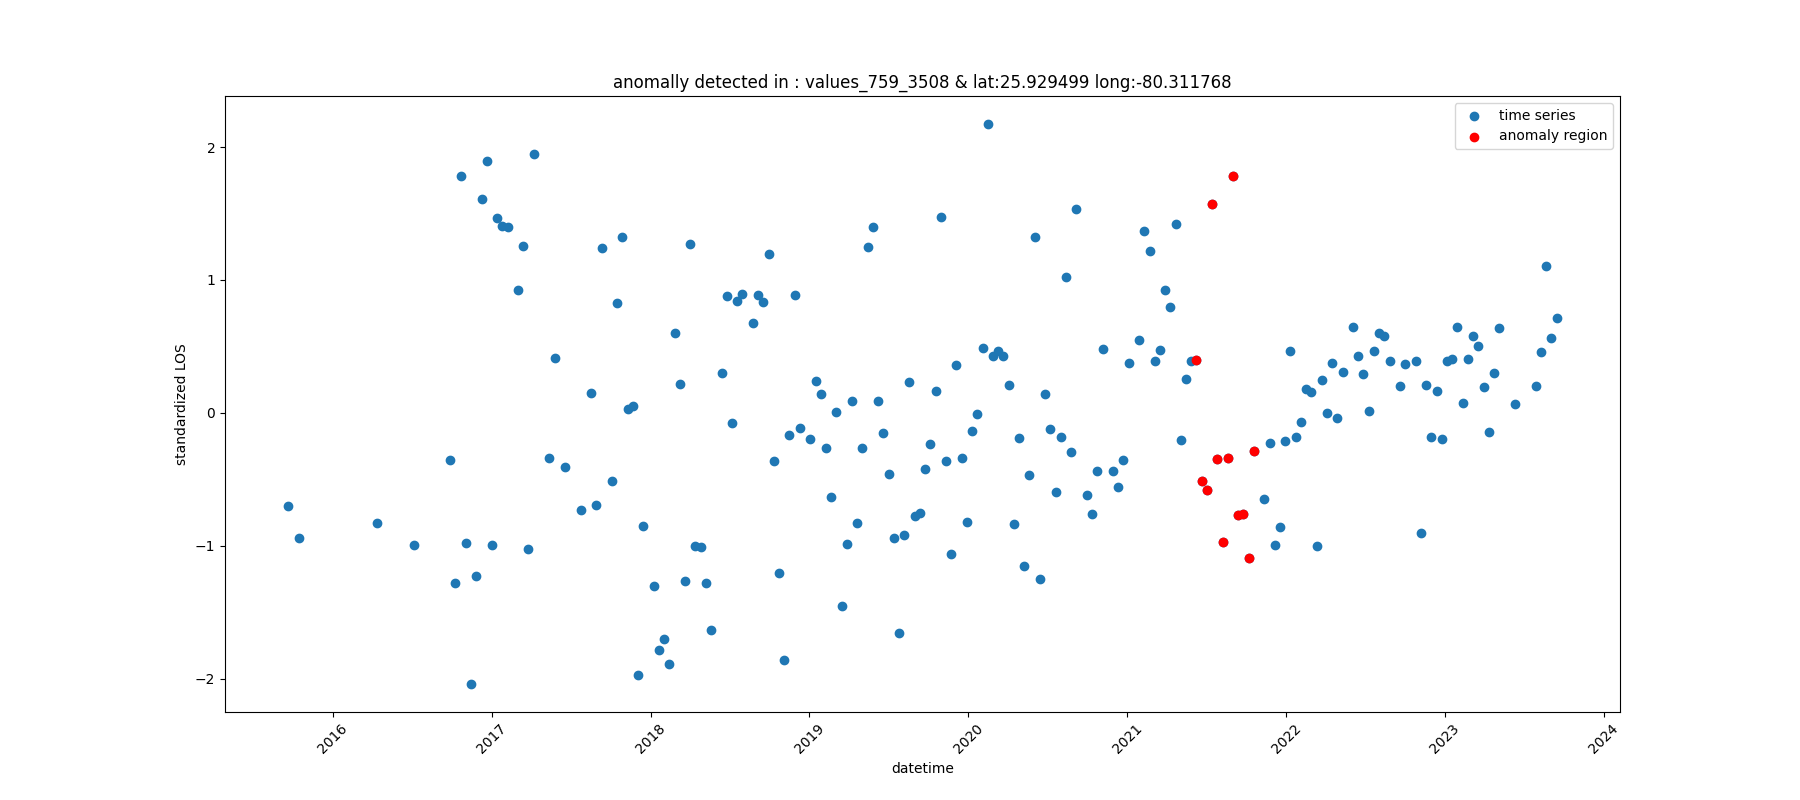 anomally detected in : values_759_3508 & lat:25.929499 long:-80.311768
time series
anomaly region
standardized LOS
2
1
0
−1
−2
2016
2017
2018
2019
2020
2021
2022
2023
2024
datetime